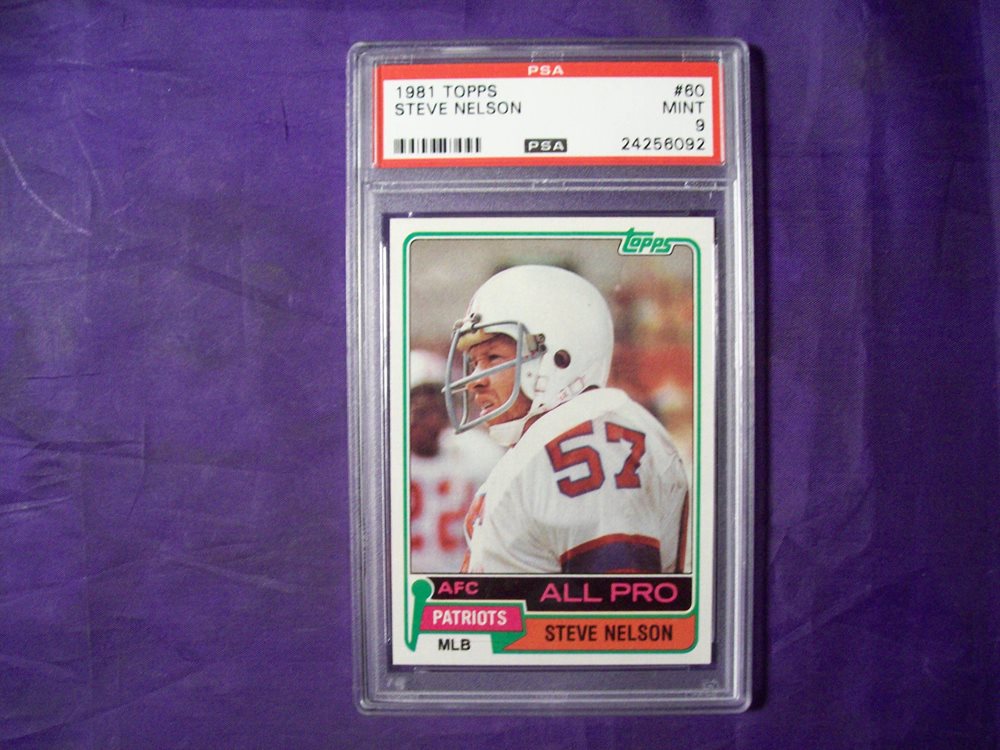 PSA
1981 TOPPS #60
STEVE NELSON MINT
9
PSA 24256092
topps
57
22
AFC ALL PRO
PATRIOTS
STEVE NELSON
MLB